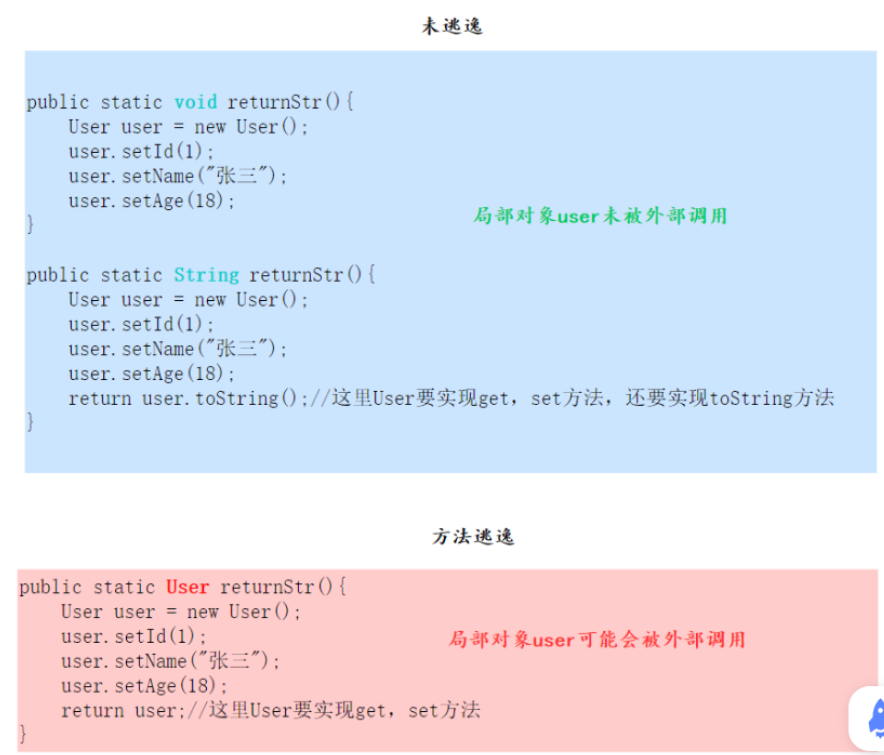 未逃逸
public static void returnStr(){
User user = new User();
user.setId(1);
user.setName("张三");
user.setAge(18);
}
局部对象user未被外部调用
public static String returnStr(){
User user = new User();
user.setId(1);
user.setName("张三");
user.setAge(18);
return user.toString();//这里User要实现get，set方法，还要实现toString方法
}
方法逃逸
public static User returnStr(){
User user = new User();
user.setId(1);
局部对象user可能会被外部调用
user.setName("张三");
user.setAge(18);
return user;//这里User要实现get，set方法
}